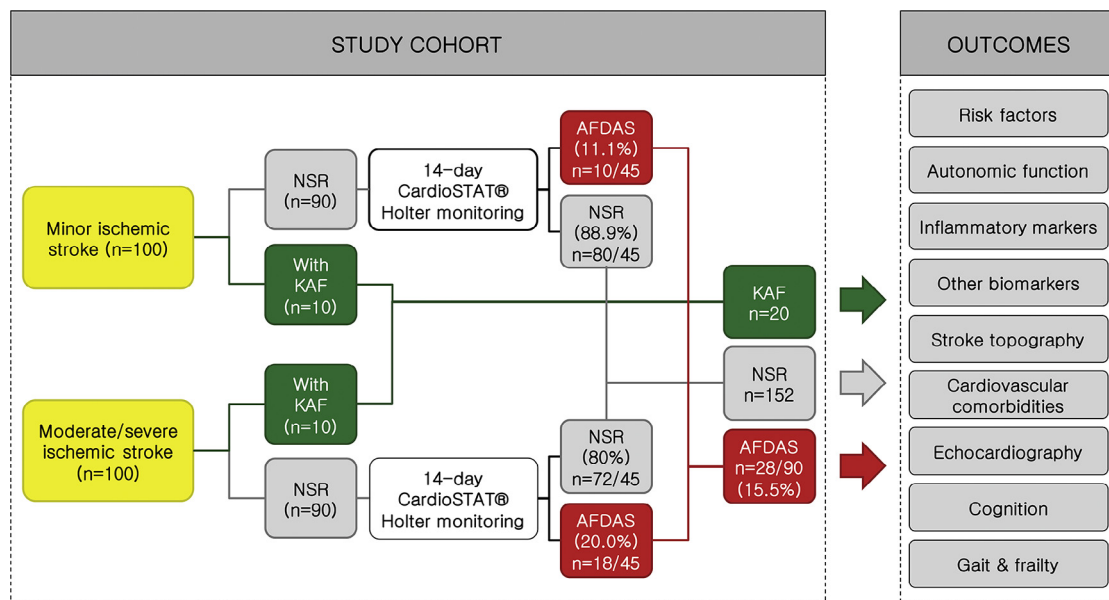 STUDY COHORT
OUTCOMES
Minor ischemic
stroke (n=100)
NSR
(n=90)
14-day
CardioSTAT®
Holter monitoring
AFDAS
(11.1%)
n=10/45
NSR
(88.9%)
n=80/45
With
KAF
(n=10)
KAF
n=20
NSR
n=152
AFDAS
n=28/90
(15.5%)
Moderate/severe
ischemic stroke
(n=100)
With
KAF
(n=10)
NSR
(n=90)
14-day
CardioSTAT®
Holter monitoring
NSR
(80%)
n=72/45
AFDAS
(20.0%)
n=18/45
Risk factors
Autonomic function
Inflammatory markers
Other biomarkers
Stroke topography
Cardiovascular
comorbidities
Echocardiography
Cognition
Gait & frailty